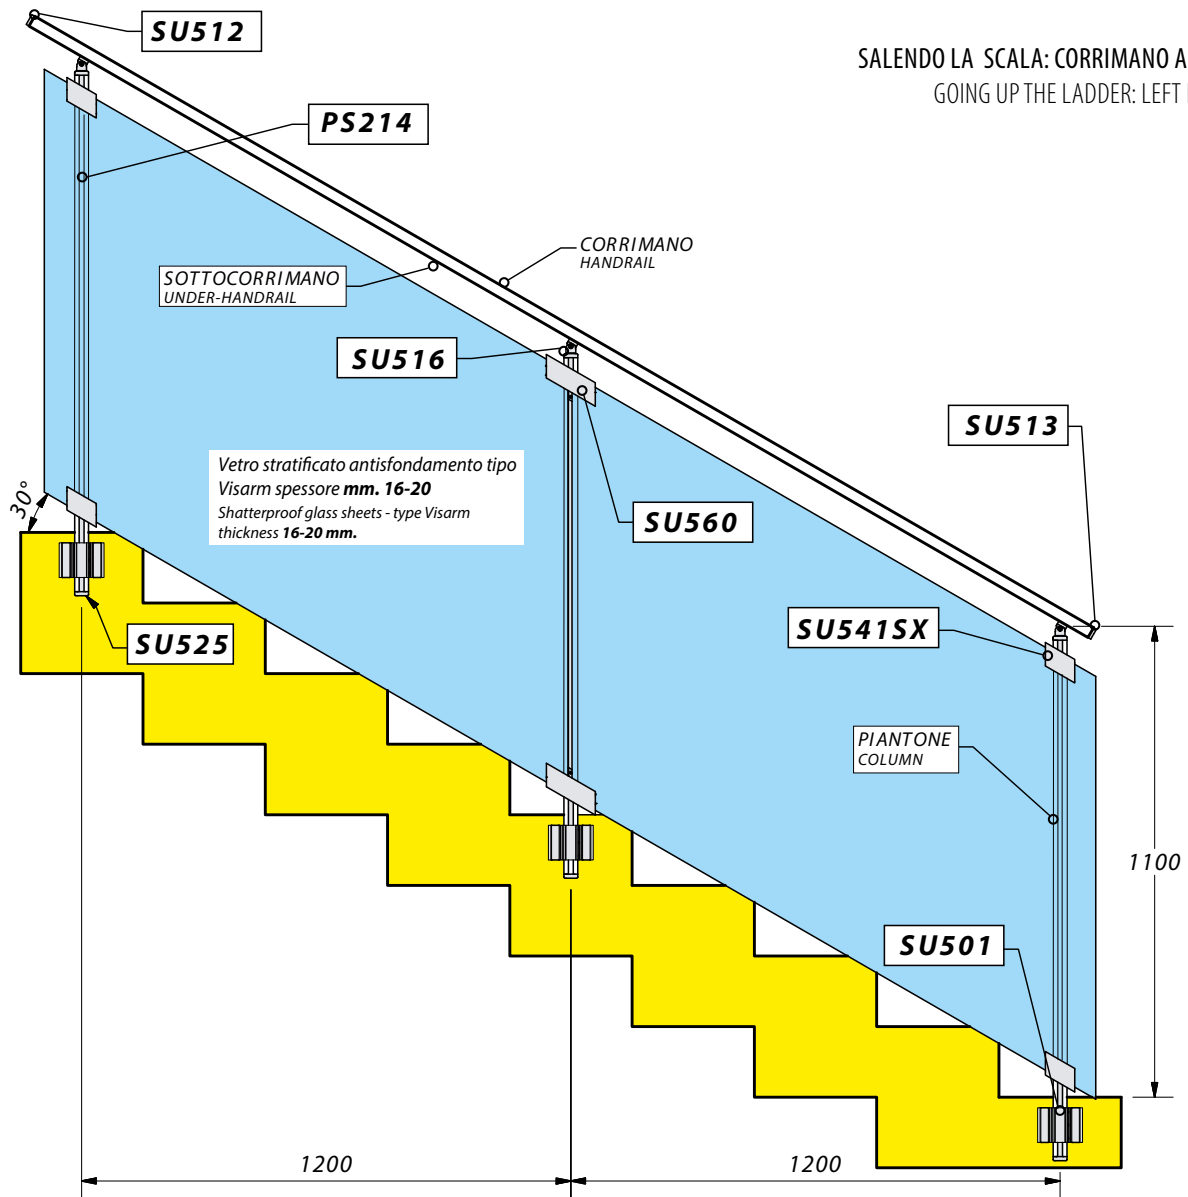 SU512
SALENDO LA SCALA: CORRIMANO A
GOING UP THE LADDER: LEFT
PS214
CORRIMANO
HANDRAIL
SOTTOCORRIMANO
UNDER-HANDRAIL
SU516
SU513
Vetro stratificato antisfondamento tipo
Visarm spessore mm. 16-20
Shatterproof glass sheets - type Visarm
thickness 16-20 mm.
30°
SU560
SU525
SU541SX
PIANTONE
COLUMN
1100
SU501
1200
1200